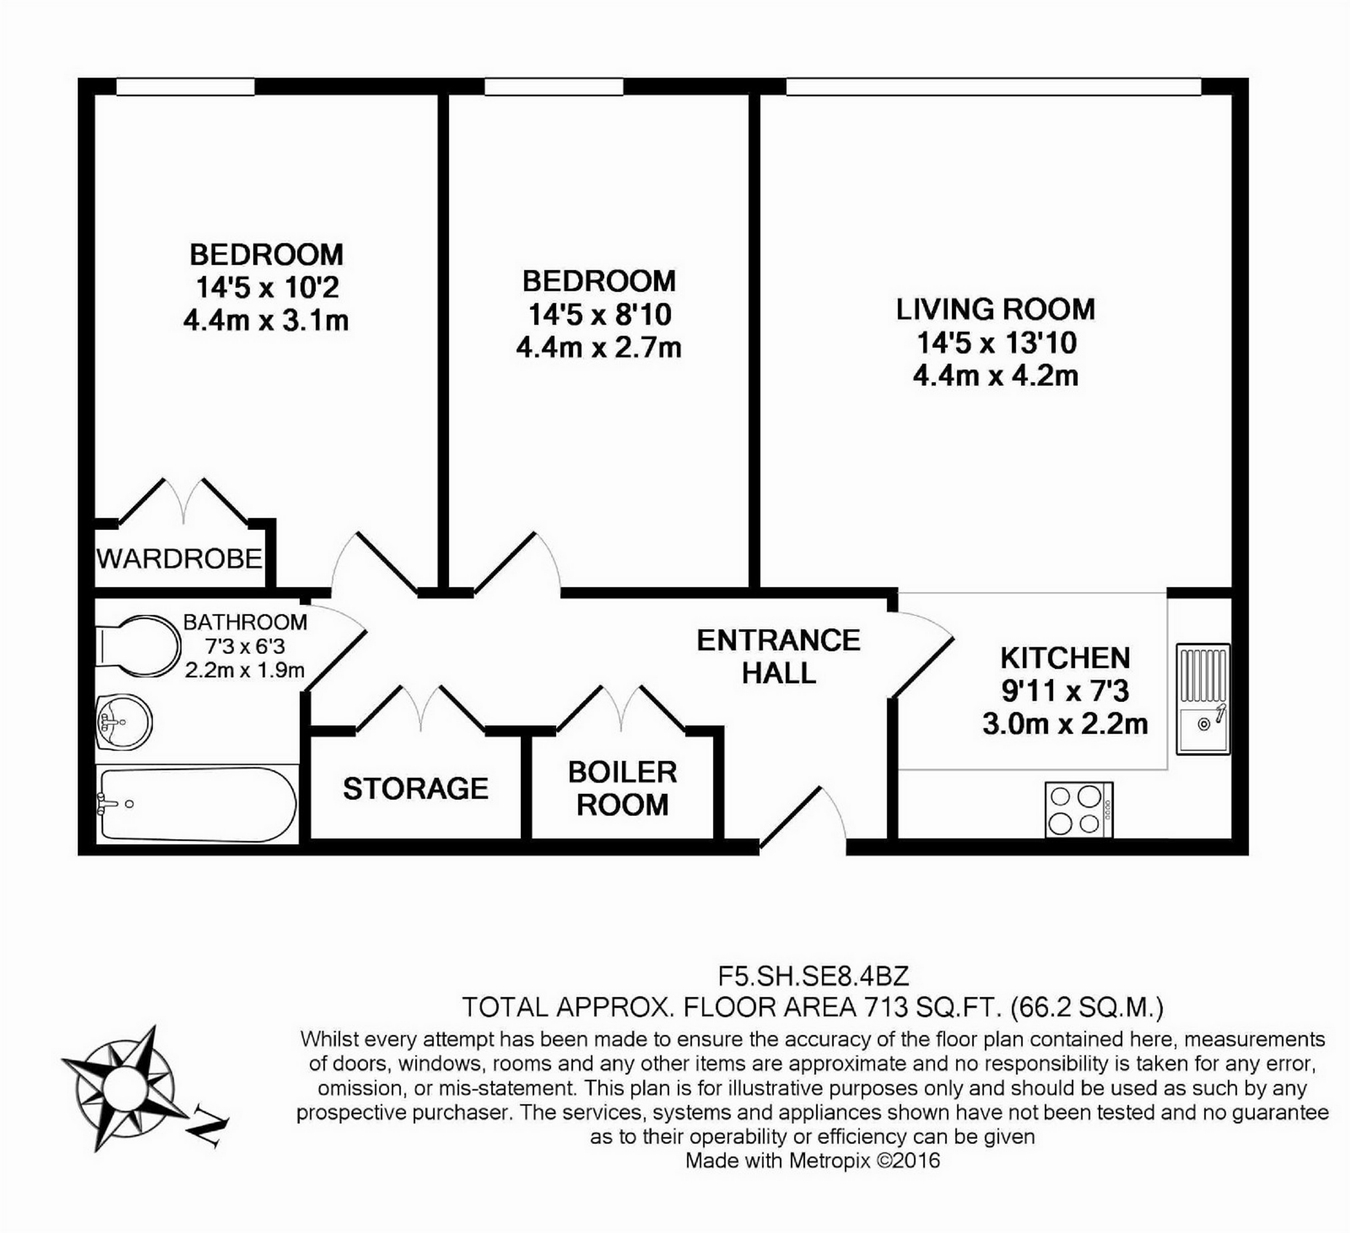 BEDROOM
14'5 x 10'2
4.4m x 3.1m
BEDROOM
14'5 x 8'10
4.4m x 2.7m
LIVING ROOM
14'5 x 13'10
4.4m x 4.2m
WARDROBE
BATHROOM
7'3 x 6'3
2.2m x 1.9m
ENTRANCE
HALL
KITCHEN
9'11 x 7'3
3.0m x 2.2m
STORAGE
BOILER
ROOM
F5.SH.SE8.4BZ
TOTAL APPROX. FLOOR AREA 713 SQ.FT. (66.2 SQ.M.)
Whilst every attempt has been made to ensure the accuracy of the floor plan contained here, measurements
of doors, windows, rooms and any other items are approximate and no responsibility is taken for any error,
omission, or mis-statement. This plan is for illustrative purposes only and should be used as such by any
prospective purchaser. The services, systems and appliances shown have not been tested and no guarantee
as to their operability or efficiency can be given
Made with Metropix ©2016
N